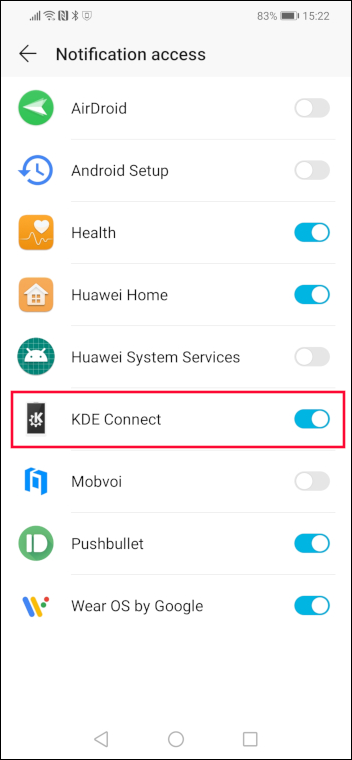 83% 15:22
Notification access
AirDroid
Android Setup
Health
Huawei Home
Huawei System Services
KDE Connect
Mobvoi
Pushbullet
Wear OS by Google